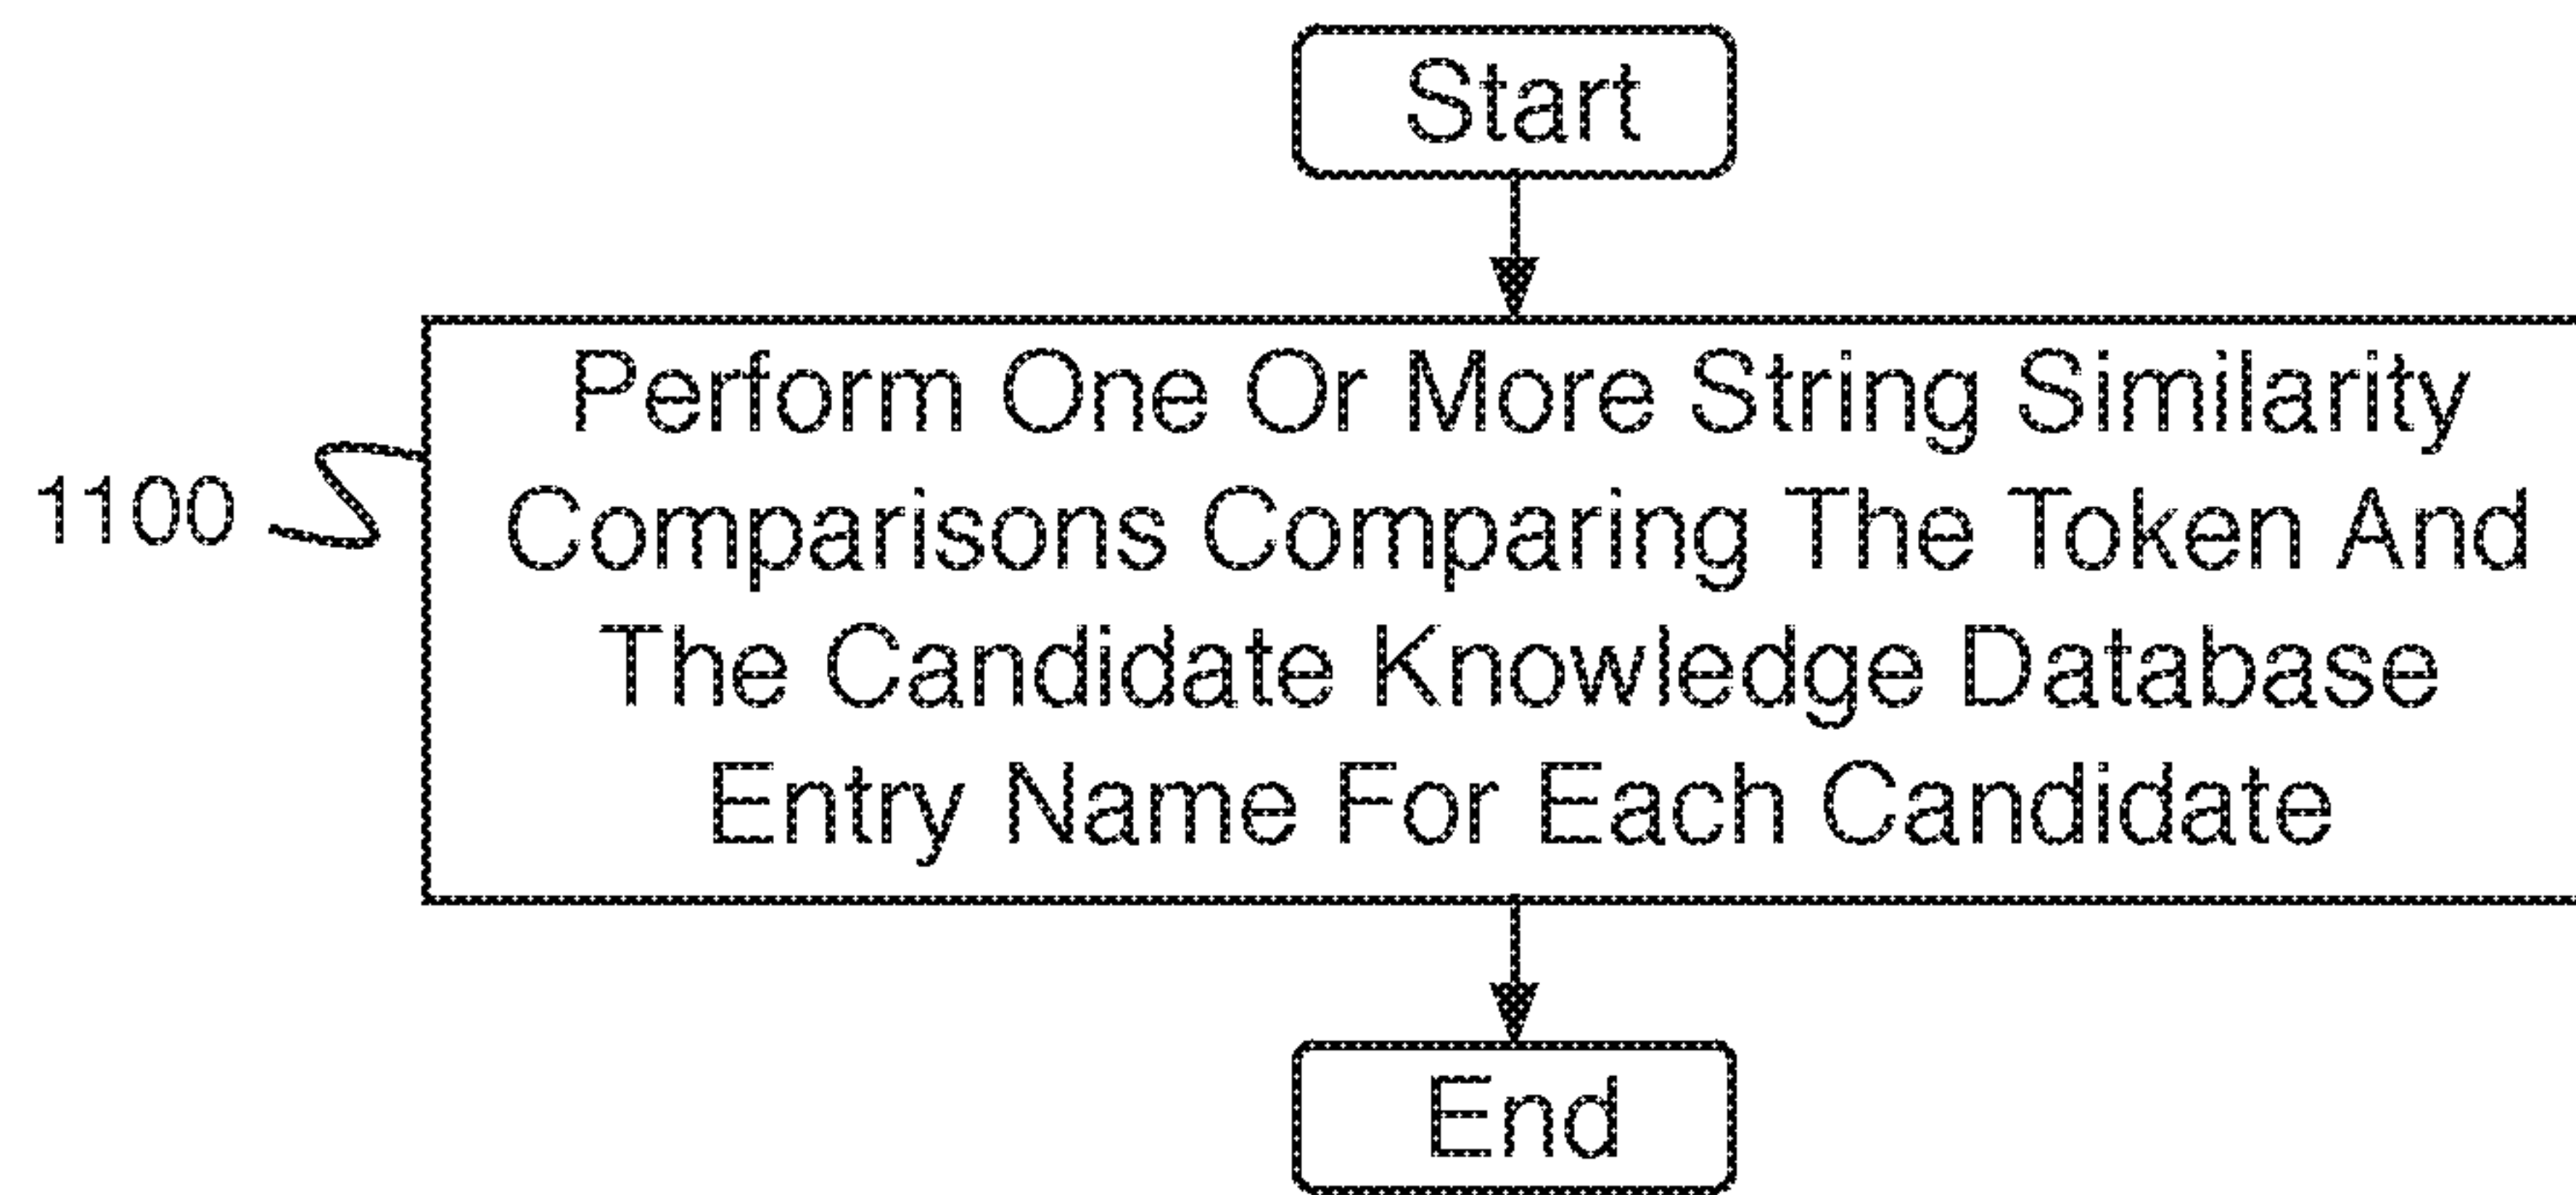 Start
Perform One Or More String Similarity
1100
Comparisons Comparing The Token And
The Candidate Knowledge Database
Entry Name For Each Candidate
End